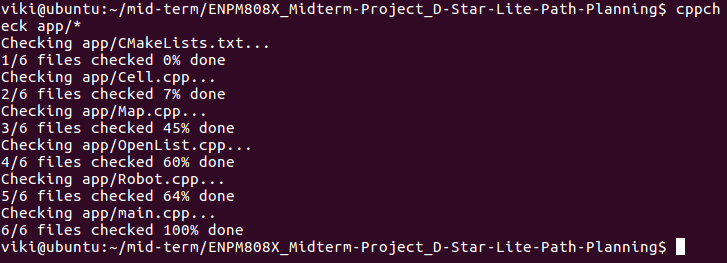 viki@ubuntu:~/mid-term/ENPM808X_Midterm-Project_D-Star-Lite-Path-Planning$ cppch
eck app/*
Checking app/CMakeLists.txt...
1/6 files checked 0% done
Checking app/Cell.cpp...
2/6 files checked 7% done
Checking app/Map.cpp...
3/6 files checked 45% done
Checking app/OpenList.cpp...
4/6 files checked 60% done
Checking app/Robot.cpp...
5/6 files checked 64% done
Checking app/main.cpp...
6/6 files checked 100% done
viki@ubuntu:~/mid-term/ENPM808X_Midterm-Project_D-Star-Lite-Path-Planning$